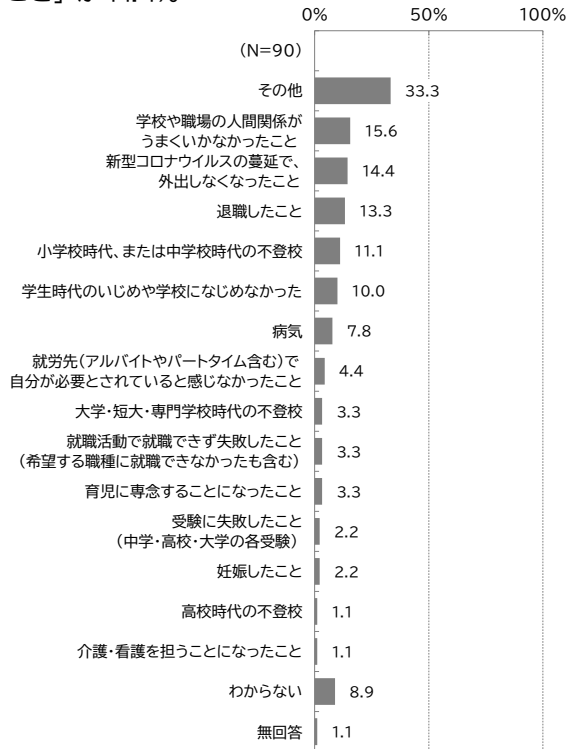 0% 50% 100%
(N=90)
その他 33.3
学校や職場の人間関係が
うまくいかなかったこと 15.6
新型コロナウイルスの蔓延で、
外出しなくなったこと 14.4
退職したこと 13.3
小学校時代、または中学校時代の不登校 11.1
学生時代のいじめや学校になじめなかった 10.0
病気 7.8
就労先(アルバイトやパートタイム含む)で
自分が必要とされていると感じなかったこと 4.4
大学・短大・専門学校時代の不登校 3.3
就職活動で就職できず失敗したこと
(希望する職種に就職できなかったも含む) 3.3
育児に専念することになったこと 3.3
受験に失敗したこと
(中学・高校・大学の各受験) 2.2
妊娠したこと 2.2
高校時代の不登校 1.1
介護・看護を担うことになったこと 1.1
わからない 8.9
無回答 1.1